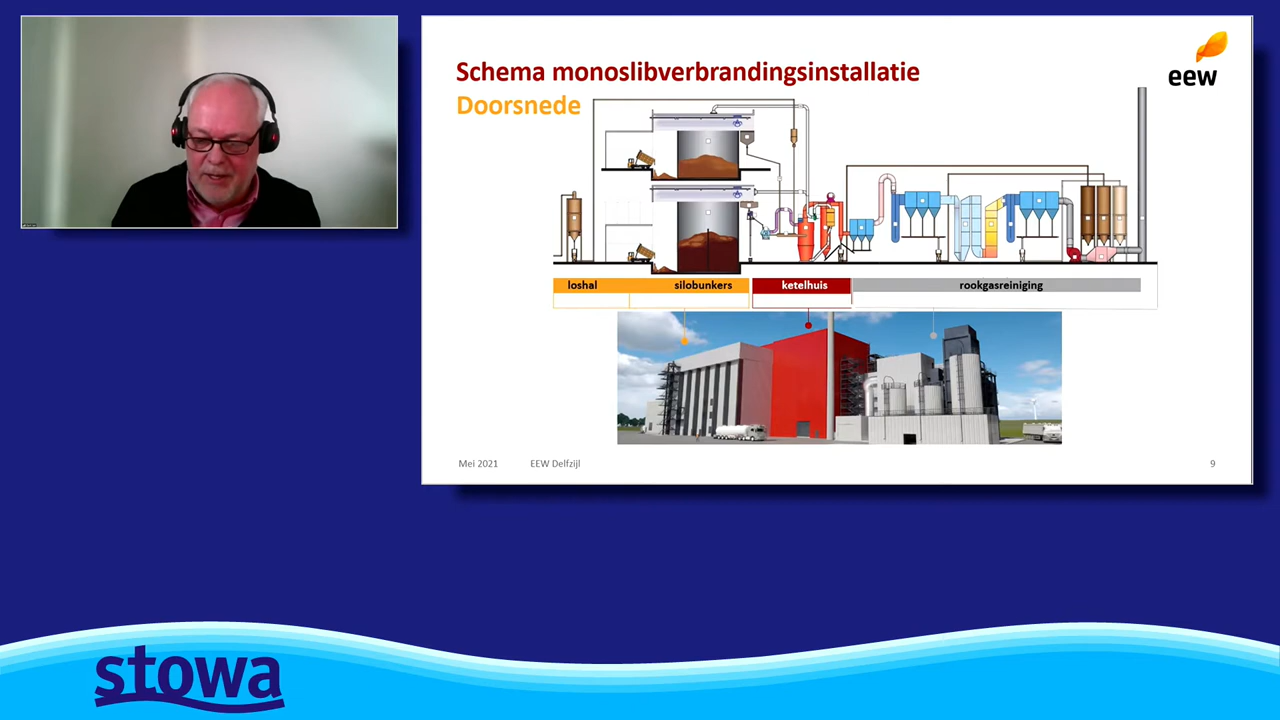 Schema monoslibverbrandingsinstallatie
Doorsnede
eew
loshal silobunkers ketelhuis rookgasreiniging
Mei 2021 EEW Delfzijl 9
stowa